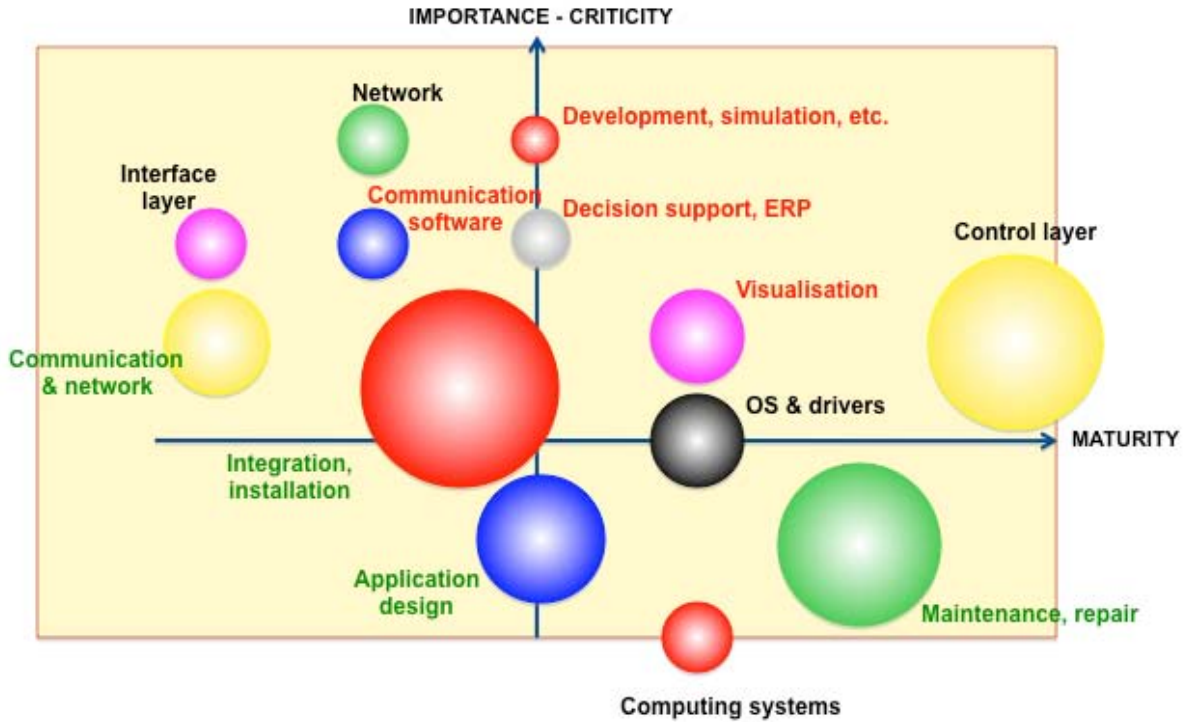 IMPORTANCE - CRITICITY
Network
Development, simulation, etc.
Interface
layer
Communication
software
Decision support, ERP
Control layer
Visualisation
Communication
& network
OS & drivers
MATURITY
Integration,
installation
Application
design
Maintenance, repair
Computing systems